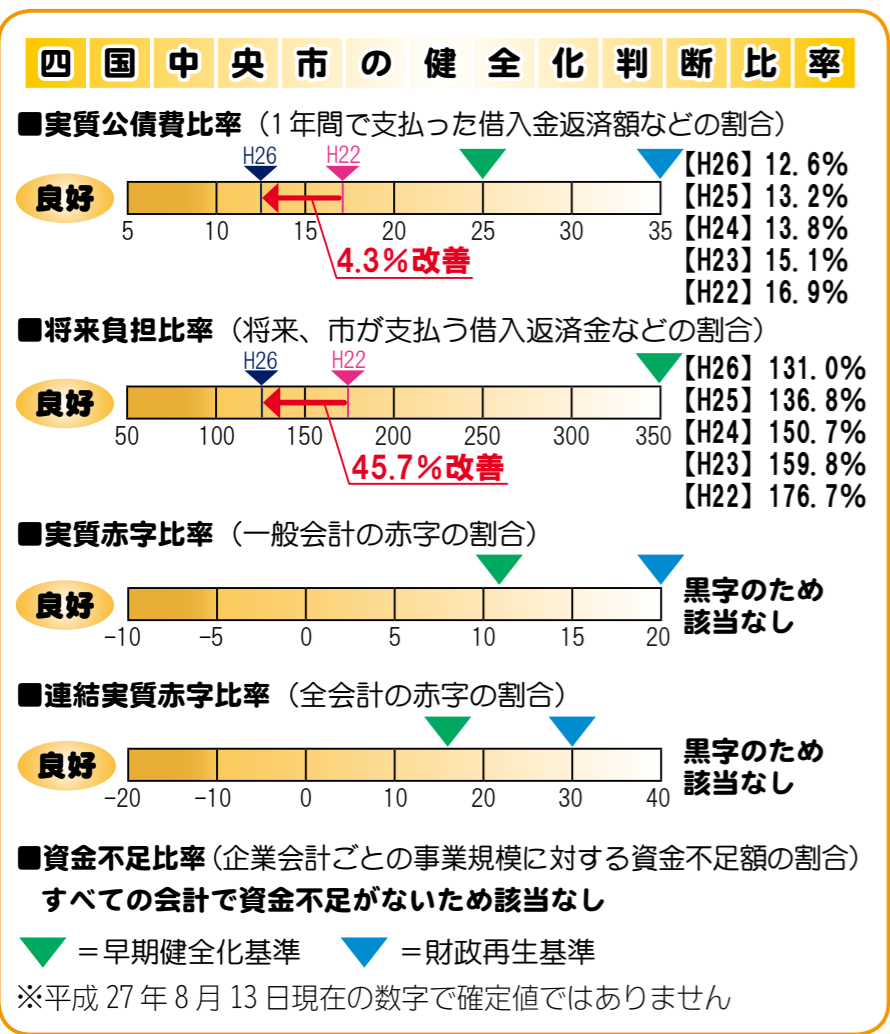 四国中央市の健全化判断比率
■実質公債費比率（1年間で支払った借入金返済額などの割合）
H26 H22
良好
5 10 15 20 25 30 35
4.3%改善
【H26】12.6%
【H25】13.2%
【H24】13.8%
【H23】15.1%
【H22】16.9%
■将来負担比率（将来、市が支払う借入返済金などの割合）
H26 H22
良好
50 100 150 200 250 300 350
45.7%改善
【H26】131.0%
【H25】136.8%
【H24】150.7%
【H23】159.8%
【H22】176.7%
■実質赤字比率（一般会計の赤字の割合）
良好
-10 -5 0 5 10 15 20
黒字のため
該当なし
■連結実質赤字比率（全会計の赤字の割合）
良好
-20 -10 0 10 20 30 40
黒字のため
該当なし
■資金不足比率（企業会計ごとの事業規模に対する資金不足額の割合）
すべての会計で資金不足がないため該当なし
▼＝早期健全化基準 ▼＝財政再生基準
※平成27年8月13日現在の数字で確定値ではありません